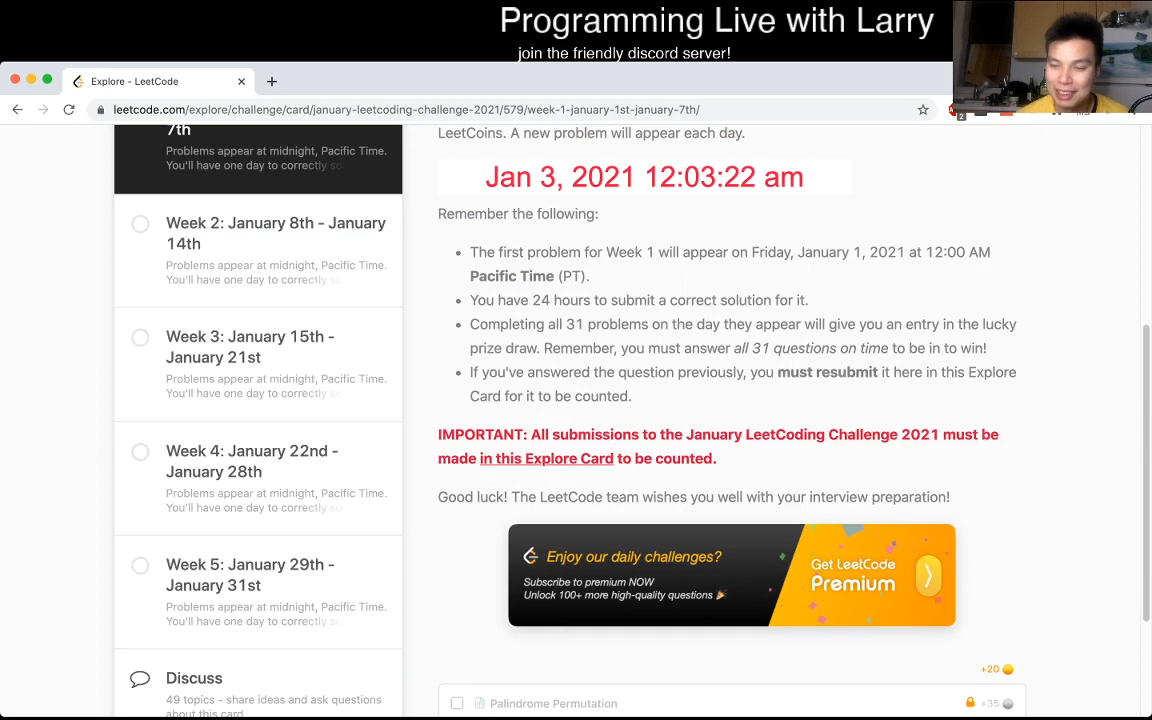 Programming Live with Larry
join the friendly discord server!
Explore - LeetCode
leetcode.com/explore/challenge/card/january-leetcoding-challenge-2021/579/week-1-january-1st-january-7th/
2
7th
Problems appear at midnight, Pacific Time.
You'll have one day to correctly so
Week 2: January 8th - January
14th
Problems appear at midnight, Pacific Time.
You'll have one day to correctly so
Week 3: January 15th -
January 21st
Problems appear at midnight, Pacific Time.
You'll have one day to correctly so
Week 4: January 22nd -
January 28th
Problems appear at midnight, Pacific Time.
You'll have one day to correctly so
Week 5: January 29th -
January 31st
Problems appear at midnight, Pacific Time.
You'll have one day to correctly so
Discuss
49 topics - share ideas and ask questions
about this card
LeetCoins. A new problem will appear each day.
Jan 3, 2021 12:03:22 am
Remember the following:
• The first problem for Week 1 will appear on Friday, January 1, 2021 at 12:00 AM
Pacific Time (PT).
• You have 24 hours to submit a correct solution for it.
• Completing all 31 problems on the day they appear will give you an entry in the lucky
prize draw. Remember, you must answer all 31 questions on time to be in to win!
• If you've answered the question previously, you must resubmit it here in this Explore
Card for it to be counted.
IMPORTANT: All submissions to the January LeetCoding Challenge 2021 must be
made in this Explore Card to be counted.
Good luck! The LeetCode team wishes you well with your interview preparation!
Enjoy our daily challenges?
Subscribe to premium NOW
Unlock 100+ more high-quality questions
Get LeetCode
Premium
+20
Palindrome Permutation
+35